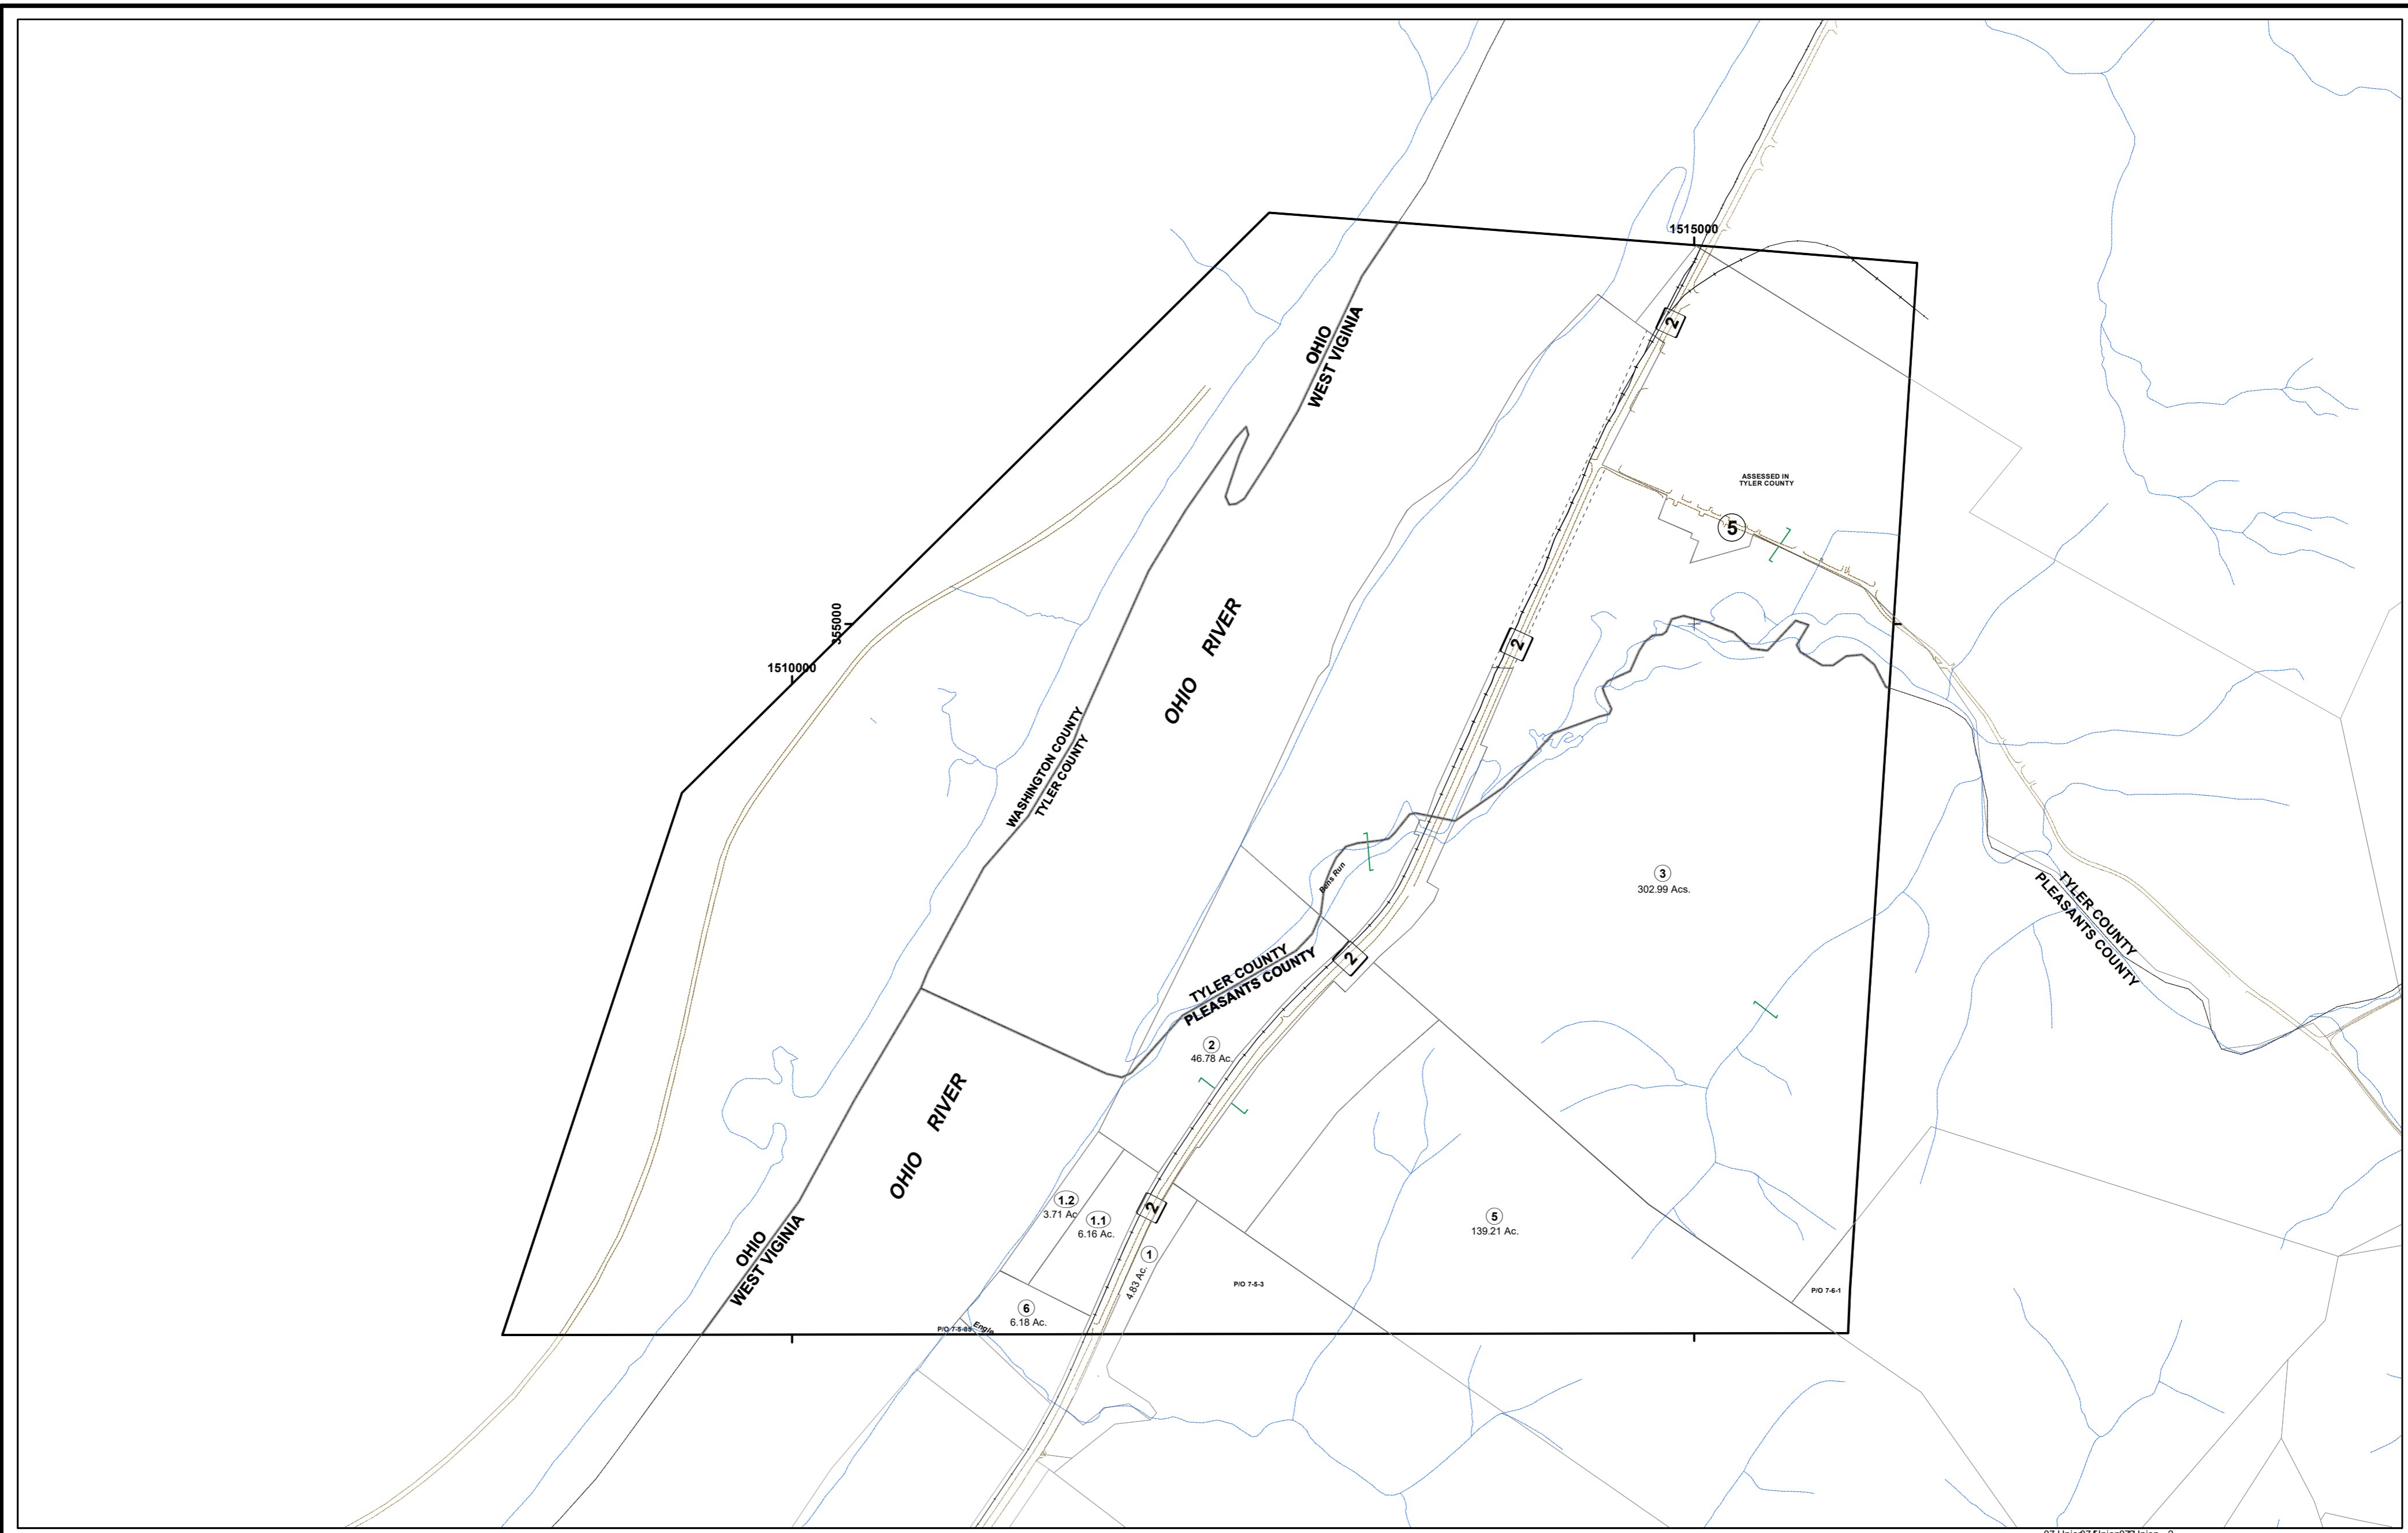 1515000
2
OHIO
WEST VIGINIA
ASSESSED IN
TYLER COUNTY
5
355000
OHIO RIVER
2
1510000
WASHINGTON COUNTY
TYLER COUNTY
Bens Run
3
302.99 Acs.
TYLER COUNTY
PLEASANTS COUNTY
TYLER COUNTY
PLEASANTS COUNTY
2
2
46.78 Ac.
OHIO RIVER
1.2
3.71 Ac
1.1
6.16 Ac.
2
5
139.21 Ac.
OHIO
WEST VIGINIA
1
4.83 Ac.
P/O 7-5-3
P/O 7-6-1
6
6.18 Ac.
Engle